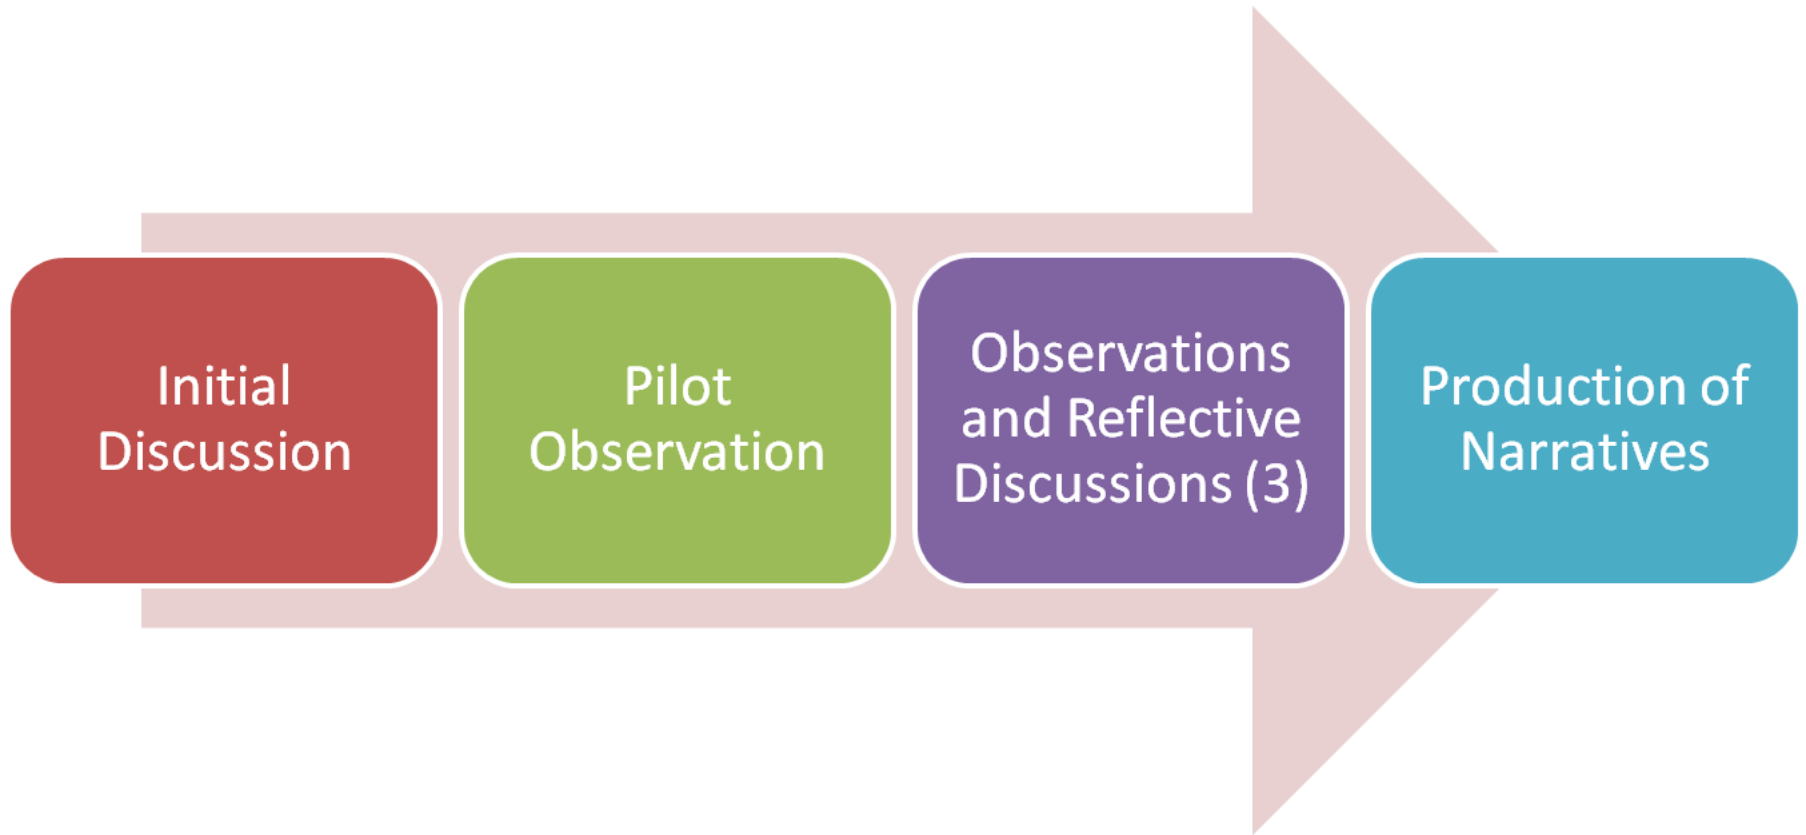 Initial
Discussion
Pilot
Observation
Observations
and Reflective
Discussions (3)
Production of
Narratives